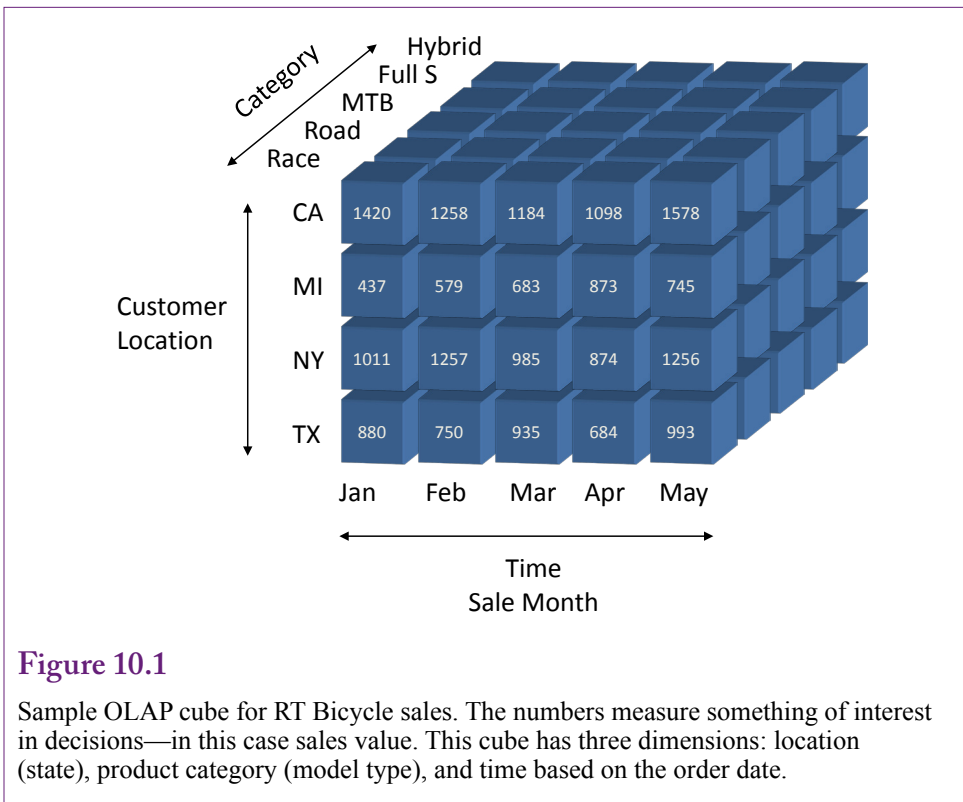 Hybrid
Full S
MTB
Road
Race
Category
CA 1420 1258 1184 1098 1578
MI 437 579 683 873 745
Customer
Location
NY 1011 1257 985 874 1256
TX 880 750 935 684 993
Jan Feb Mar Apr May
Time
Sale Month
Figure 10.1
Sample OLAP cube for RT Bicycle sales. The numbers measure something of interest
in decisions—in this case sales value. This cube has three dimensions: location
(state), product category (model type), and time based on the order date.